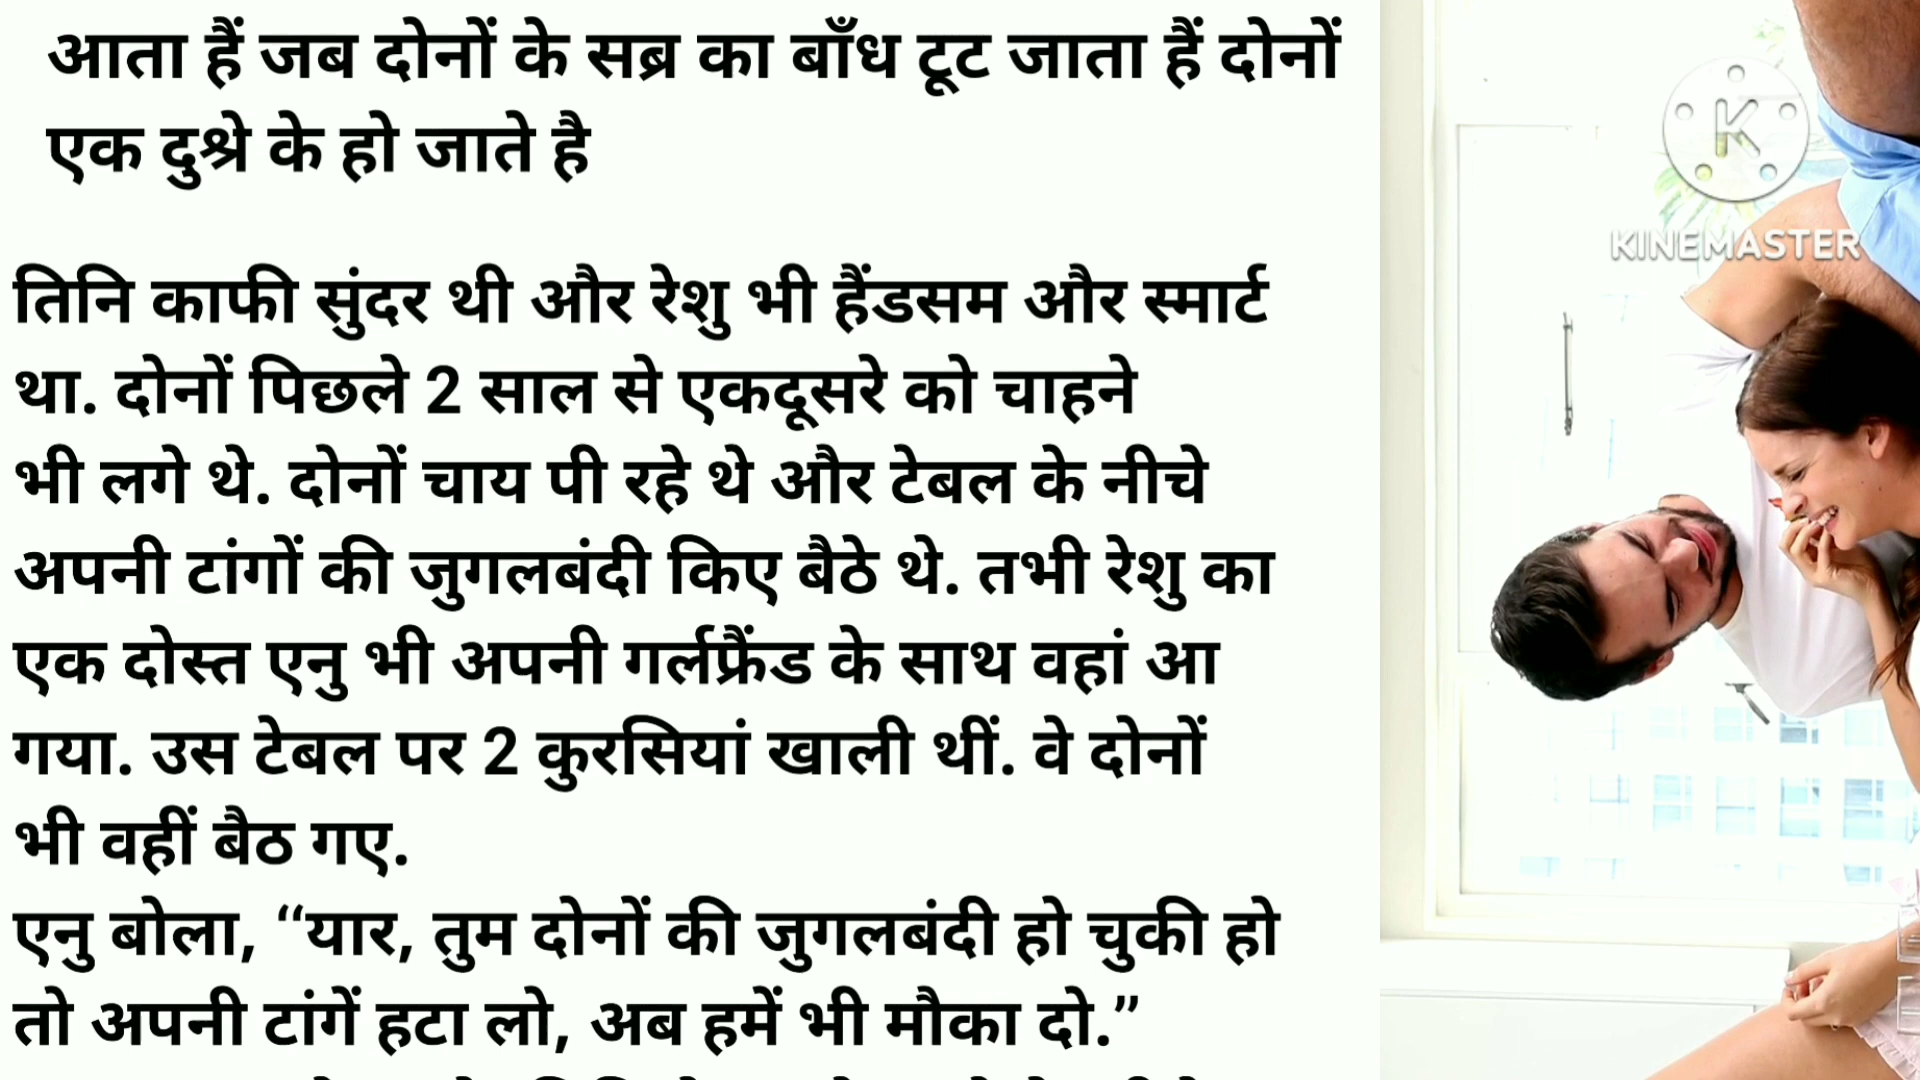 आता हैं जब दोनों के सब्र का बाँध टूट जाता हैं दोनों
एक दुश्रे के हो जाते है
तिनि काफी सुंदर थी और रेशु भी हैंडसम और स्मार्ट
था. दोनों पिछले 2 साल से एकदूसरे को चाहने
भी लगे थे. दोनों चाय पी रहे थे और टेबल के नीचे
अपनी टांगों की जुगलबंदी किए बैठे थे. तभी रेशु का
एक दोस्त एनु भी अपनी गर्लफ्रैंड के साथ वहां आ
गया. उस टेबल पर 2 कुरसियां खाली थीं. वे दोनों
भी वहीं बैठ गए.
एनु बोला, “यार, तुम दोनों की जुगलबंदी हो चुकी हो
तो अपनी टांगें हटा लो, अब हमें भी मौका दो.”
K
KINEMASTER